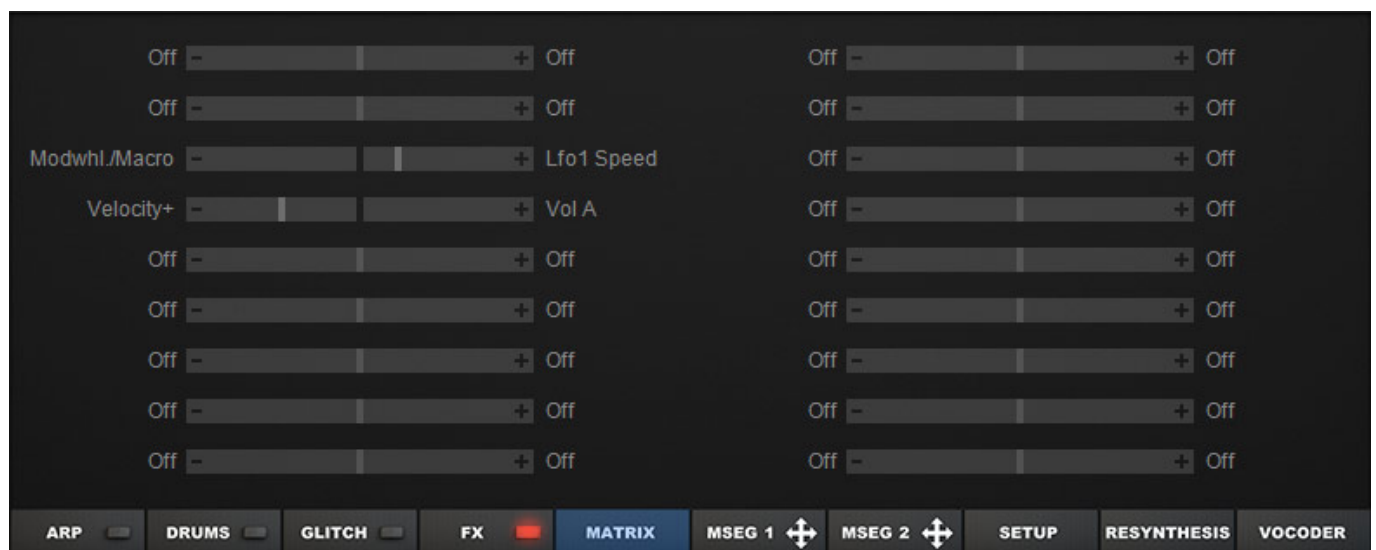 Off - + Off Off - + Off
Off - + Off Off - + Off
Modwhl./Macro - + Lfo1 Speed Off - + Off
Velocity+ - + Vol A Off - + Off
Off - + Off Off - + Off
Off - + Off Off - + Off
Off - + Off Off - + Off
Off - + Off Off - + Off
Off - + Off Off - + Off
ARP DRUMS GLITCH FX MATRIX MSEG 1 MSEG 2 SETUP RESYNTHESIS VOCODER